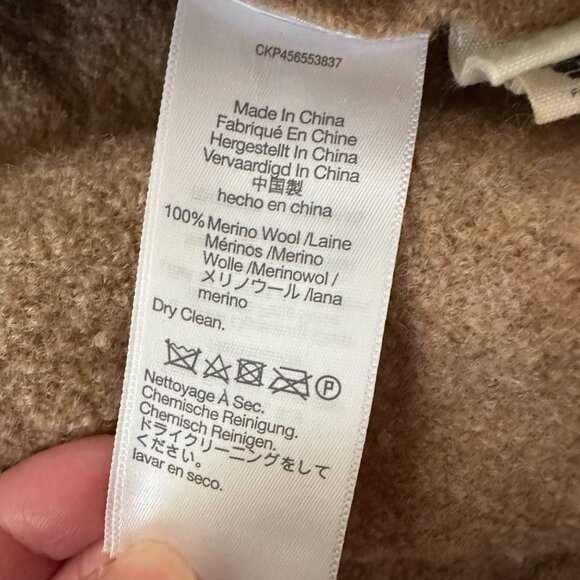 CKP456553837
Made In China
Fabriqué En Chine
Hergestellt In China
Vervaardigd In China
中国製
hecho en china
100% Merino Wool /Laine
Mérinos /Merino
Wolle /Merinowol /
メリノウール /lana
merino
Dry Clean.
P
Nettoyage À Sec.
Chemische Reinigung.
Chemisch Reinigen.
ドライクリーニングをして
ください。
lavar en seco.